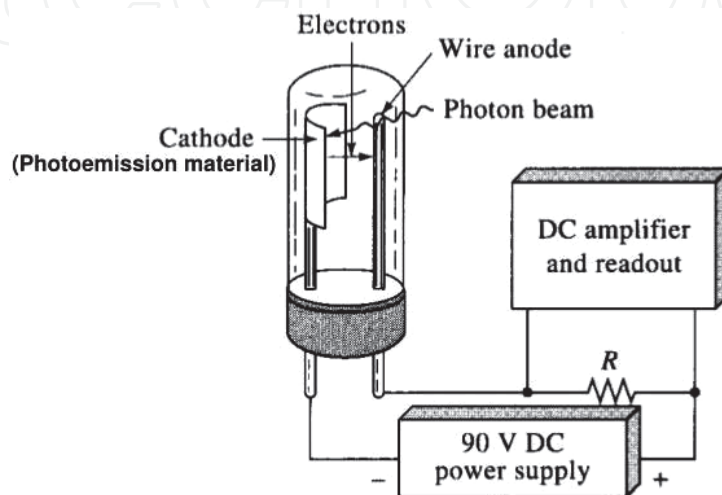 Electrons
Wire anode
Photon beam
Cathode
(Photoemission material)
DC amplifier
and readout
R
90 V DC
power supply
– +